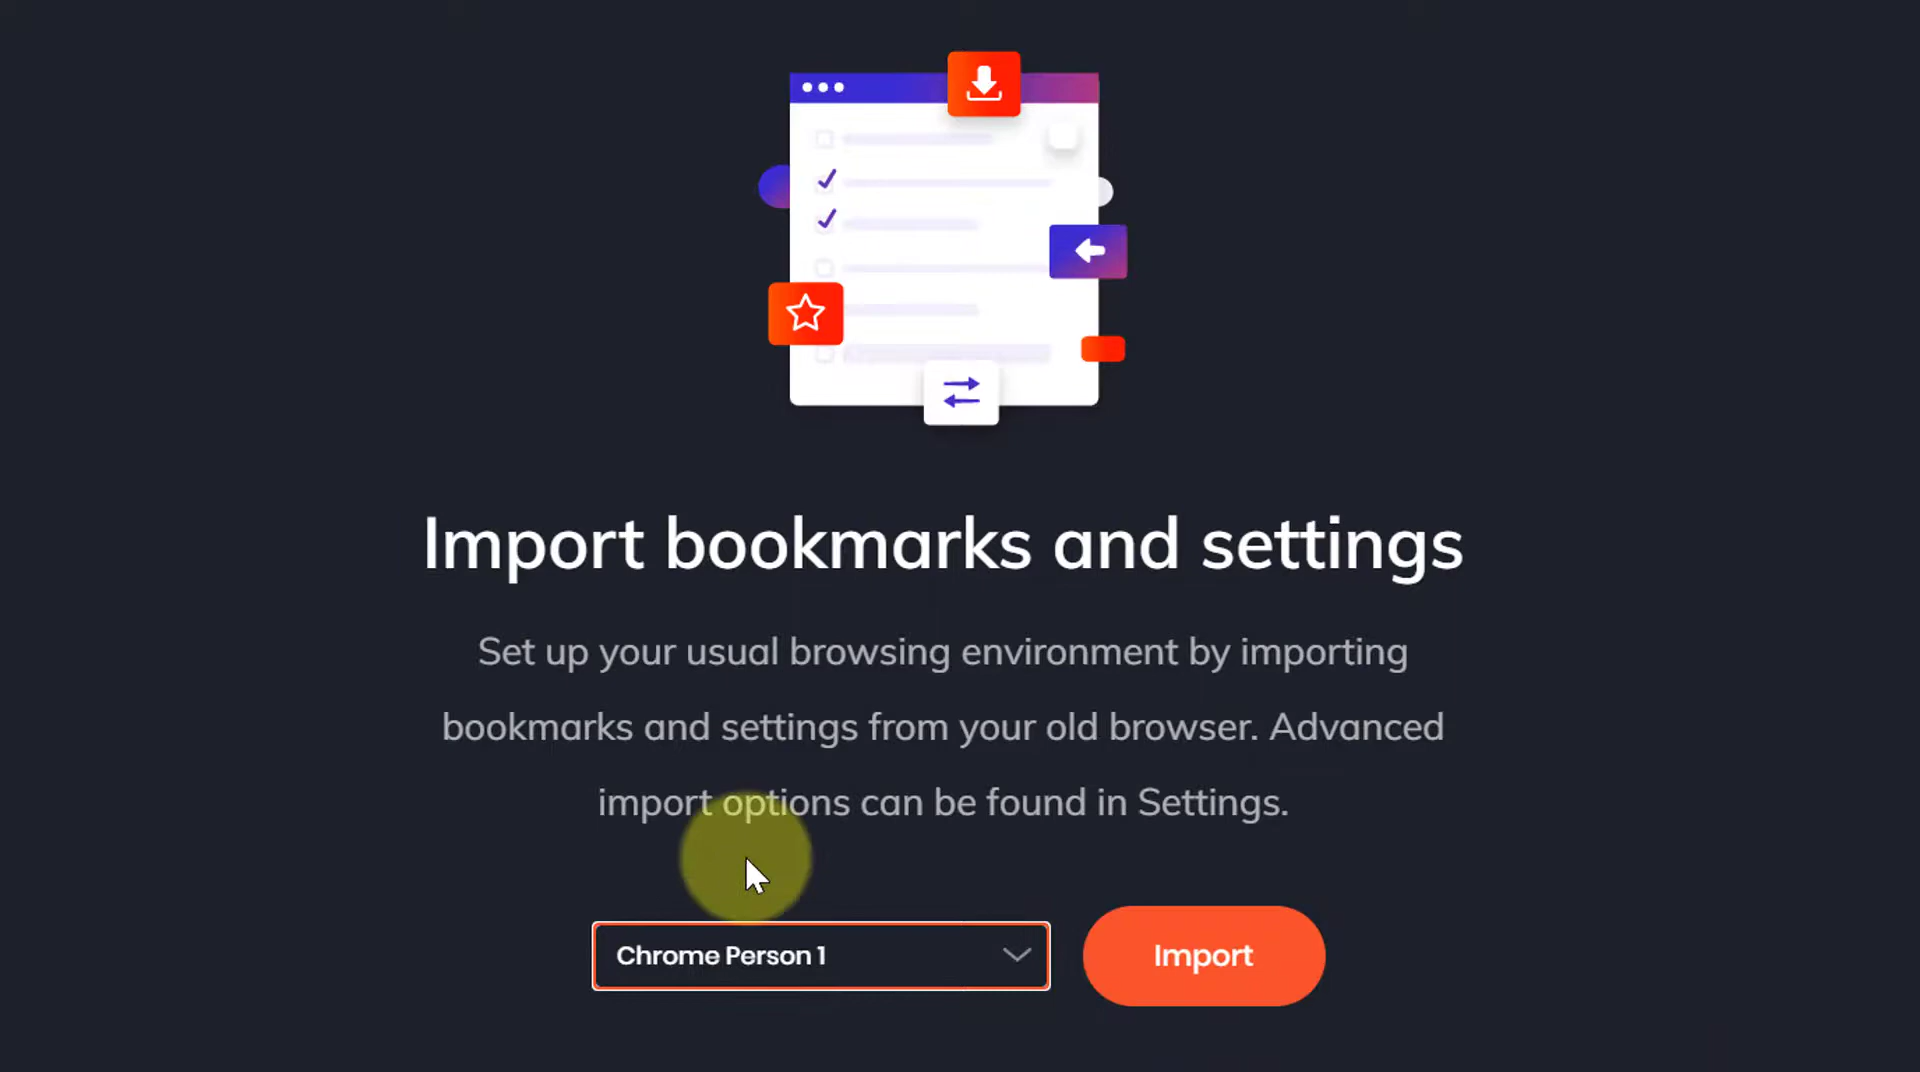 Import bookmarks and settings
Set up your usual browsing environment by importing
bookmarks and settings from your old browser. Advanced
import options can be found in Settings.
Chrome Person 1
Import